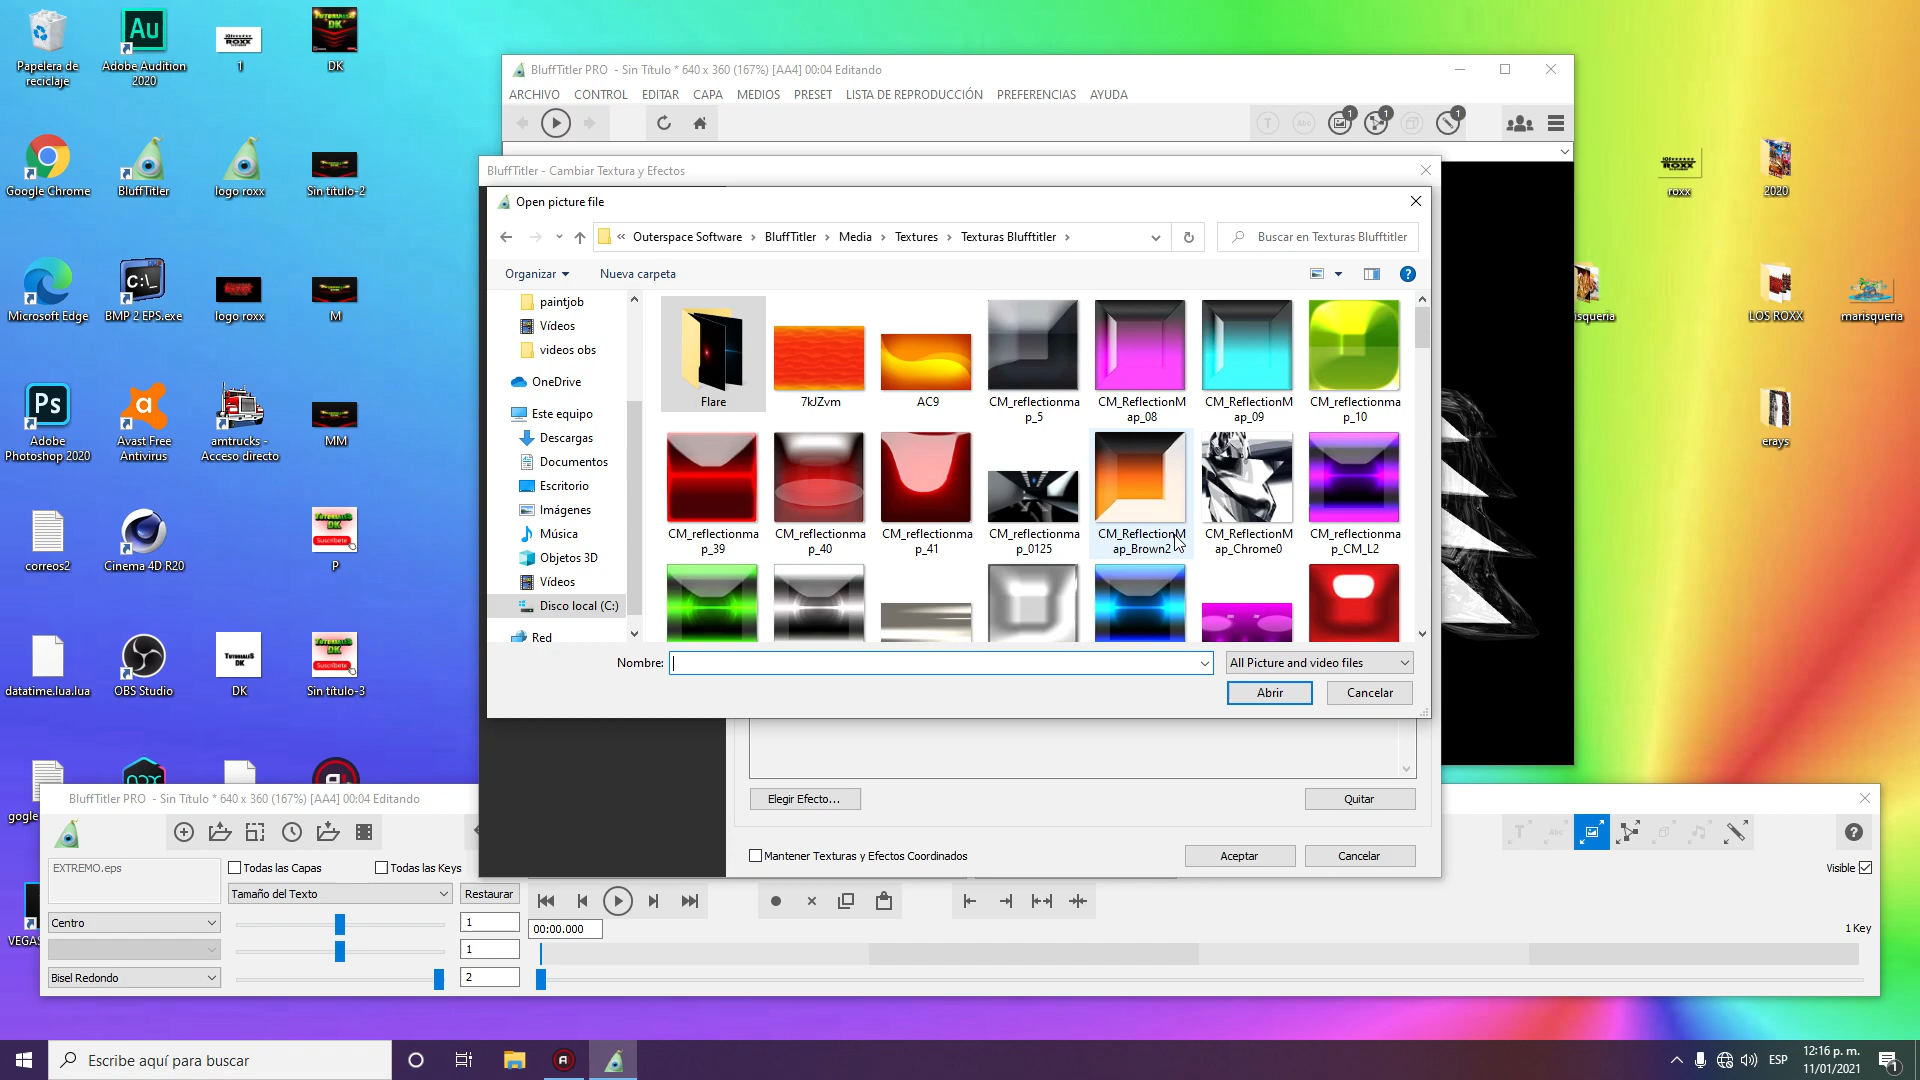 Papelera de
reciclaje
Adobe Audition
2020
1
DK
Google Chrome
BluffTitler
logo roxx
Sin título-2
Microsoft Edge
BMP 2 EPS.exe
logo roxx
M
Adobe
Photoshop 2020
Avast Free
Antivirus
amtrucks -
Acceso directo
MM
correos2
Cinema 4D R20
P
datatime.lua.lua
OBS Studio
DK
Sin título-3
roxx
2020
LOS ROXX
marisqueria
erays
BluffTitler PRO - Sin Título * 640 x 360 (167%) [AA4] 00:04 Editando
ARCHIVO CONTROL EDITAR CAPA MEDIOS PRESET LISTA DE REPRODUCCIÓN PREFERENCIAS AYUDA
1 1 1
BluffTitler - Cambiar Textura y Efectos
Open picture file
« Outerspace Software › BluffTitler › Media › Textures › Texturas Blufftitler ›
Buscar en Texturas Blufftitler
Organizar
Nueva carpeta
paintjob
Vídeos
videos obs
OneDrive
Este equipo
Descargas
Documentos
Escritorio
Imágenes
Música
Objetos 3D
Vídeos
Disco local (C:)
Red
Flare
7kJZvm
AC9
CM_reflectionmap_5
CM_ReflectionMap_08
CM_ReflectionMap_09
CM_reflectionmap_10
CM_reflectionmap_39
CM_reflectionmap_40
CM_reflectionmap_41
CM_reflectionmap_0125
CM_ReflectionMap_Brown2
CM_ReflectionMap_Chrome0
CM_reflectionmap_CM_L2
Nombre:
All Picture and video files
Abrir
Cancelar
Elegir Efecto...
Quitar
Mantener Texturas y Efectos Coordinados
Aceptar
Cancelar
BluffTitler PRO - Sin Título * 640 x 360 (167%) [AA4] 00:04 Editando
EXTREMO.eps
Todas las Capas
Todas las Keys
Tamaño del Texto
Restaurar
Centro
1
1
Bisel Redondo
2
00:00.000
Visible
1 Key
Escribe aquí para buscar
ESP
12:16 p. m.
11/01/2021
1